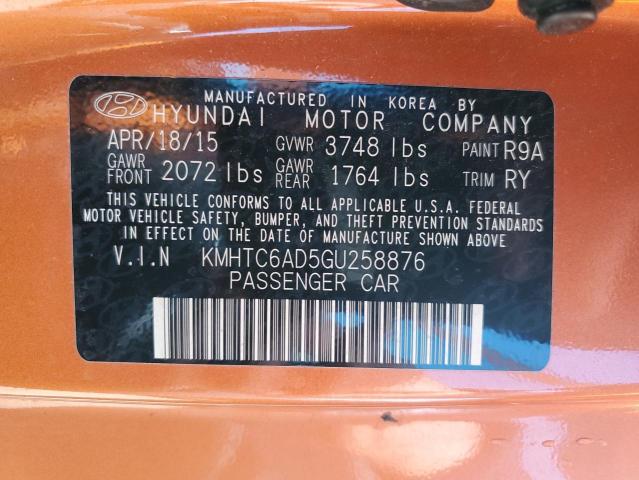 MANUFACTURED IN KOREA BY
HYUNDAI MOTOR COMPANY
APR/18/15 GVWR 3748 lbs PAINT R9A
GAWR FRONT 2072 lbs GAWR REAR 1764 lbs TRIM RY
THIS VEHICLE CONFORMS TO ALL APPLICABLE U.S.A. FEDERAL
MOTOR VEHICLE SAFETY, BUMPER, AND THEFT PREVENTION STANDARDS
IN EFFECT ON THE DATE OF MANUFACTURE SHOWN ABOVE
V.I.N KMHTC6AD5GU258876
PASSENGER CAR